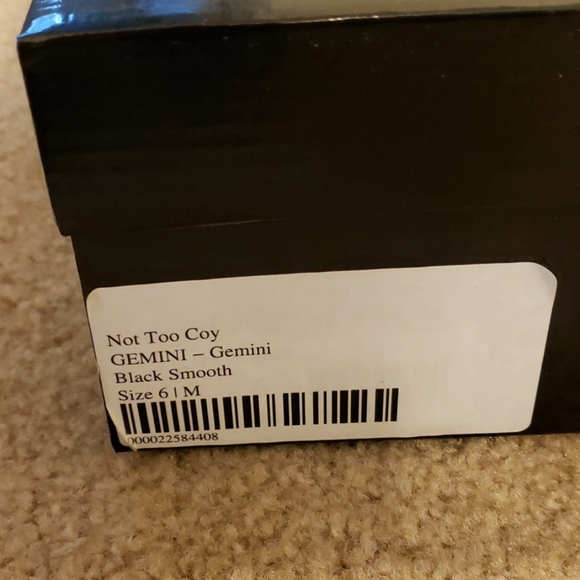 Not Too Coy
GEMINI – Gemini
Black Smooth
Size 6 | M
000022584408